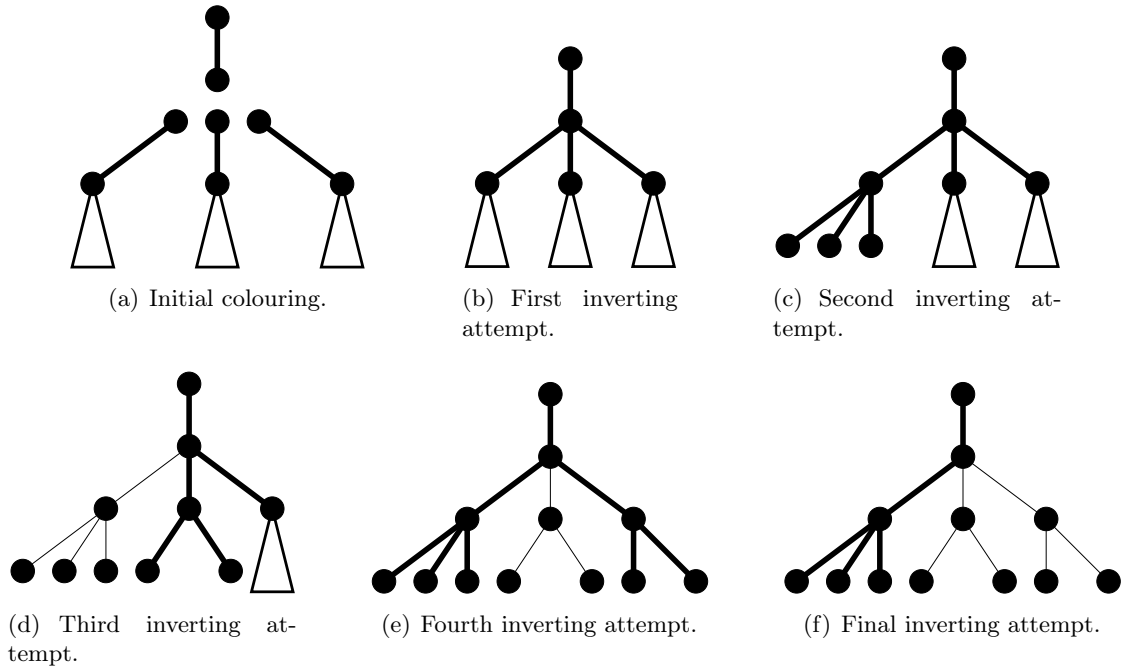 (a) Initial colouring.
(b) First inverting
attempt.
(c) Second inverting at-
tempt.
(d) Third inverting at-
tempt.
(e) Fourth inverting attempt.
(f) Final inverting attempt.